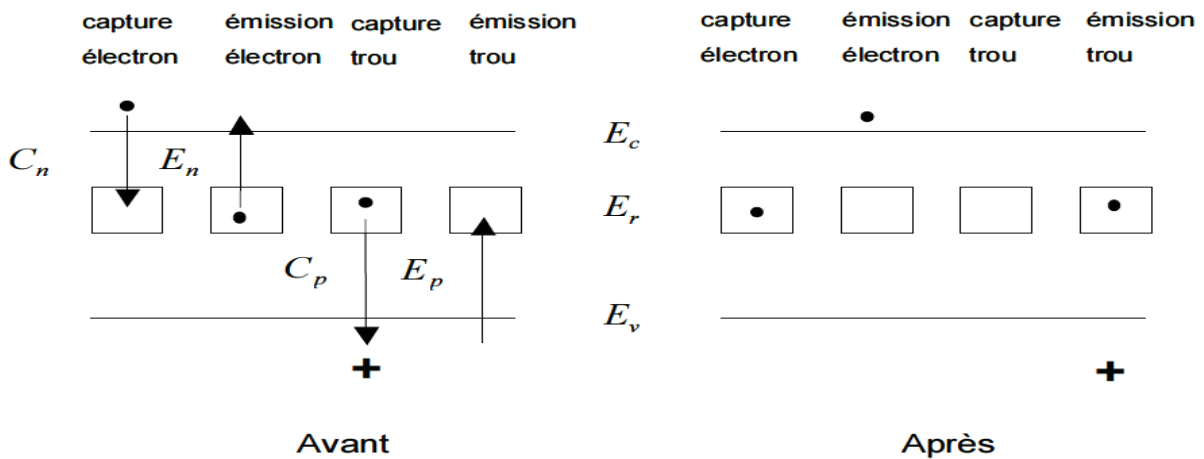 capture émission capture émission
électron électron trou trou
capture émission capture émission
électron électron trou trou
E_c
C_n E_n
E_r
C_p E_p
E_v
+
+
Avant
Après